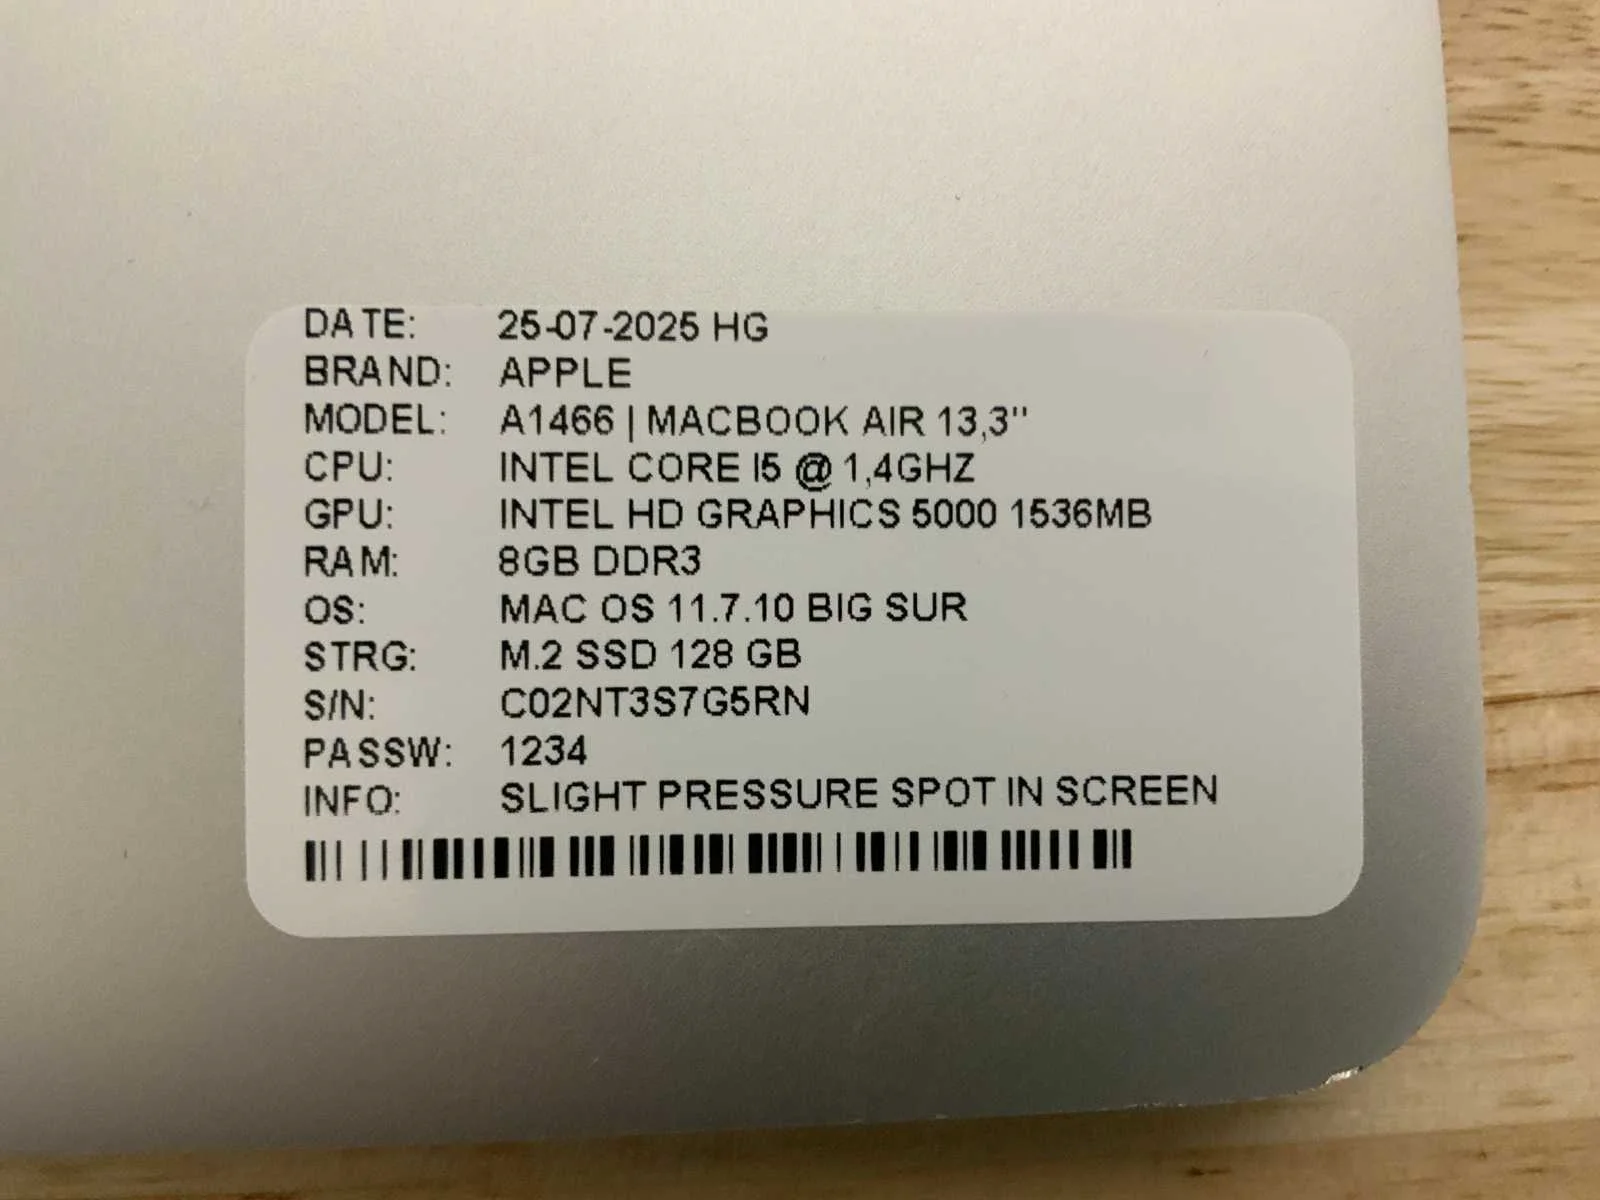 DATE: 25-07-2025 HG
BRAND: APPLE
MODEL: A1466 | MACBOOK AIR 13,3''
CPU: INTEL CORE I5 @ 1,4GHZ
GPU: INTEL HD GRAPHICS 5000 1536MB
RAM: 8GB DDR3
OS: MAC OS 11.7.10 BIG SUR
STRG: M.2 SSD 128 GB
S/N: C02NT3S7G5RN
PASSW: 1234
INFO: SLIGHT PRESSURE SPOT IN SCREEN